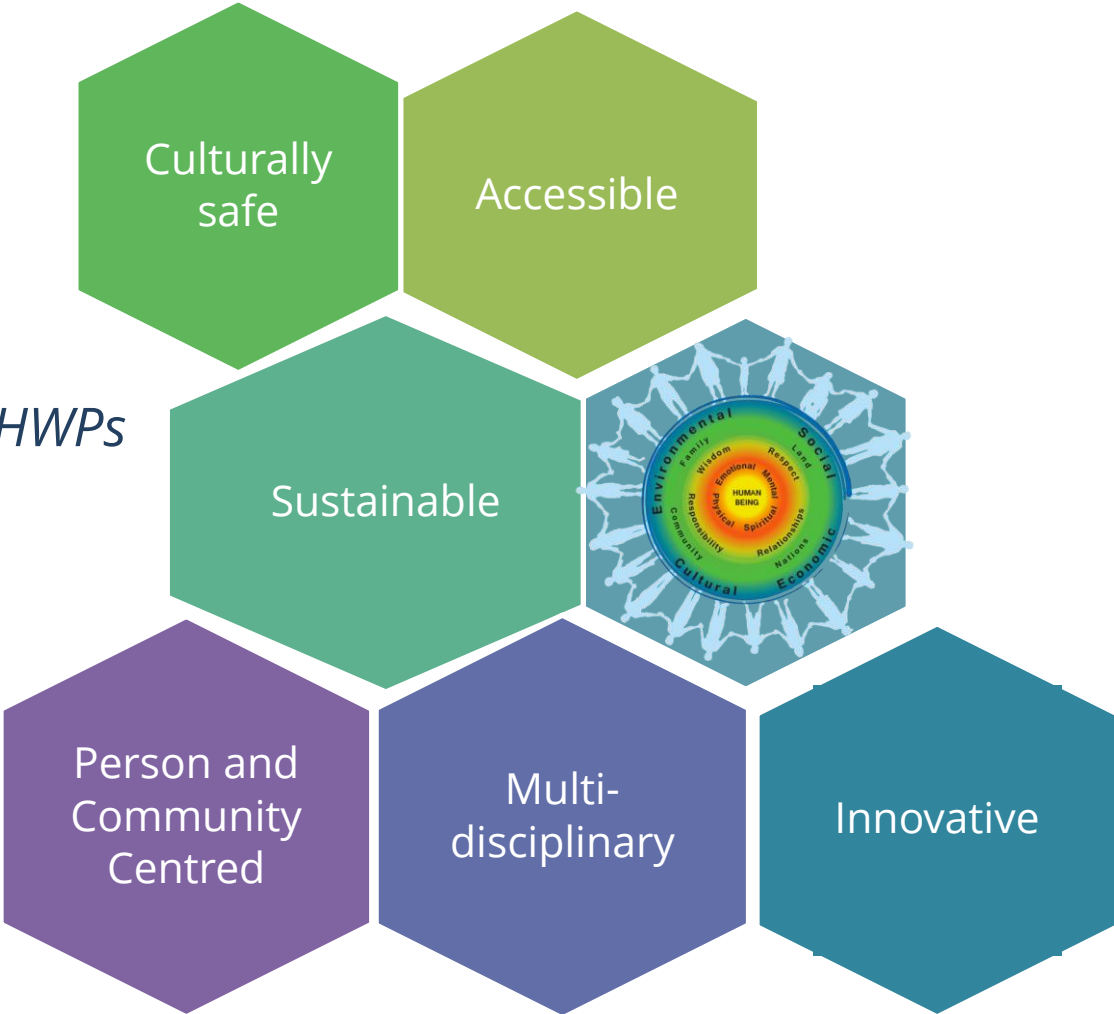 Culturally
safe
Accessible
HWPs
Sustainable
Environmental
Social
Economic
Cultural
Family
Land
Nations
Community
Wisdom
Respect
Relationships
Responsibility
Emotional
Mental
Spiritual
Physical
HUMAN
BEING
Person and
Community
Centred
Multi-
disciplinary
Innovative